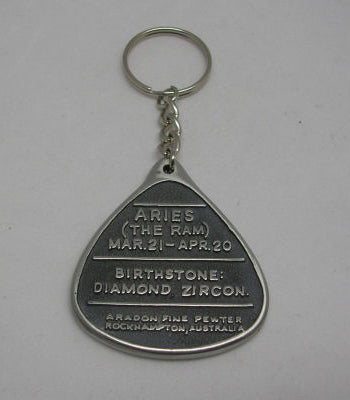 ARIES
(THE RAM)
MAR. 21 - APR. 20
BIRTHSTONE:
DIAMOND, ZIRCON.
ARADON FINE PEWTER
ROCKHAMPTON, AUSTRALIA